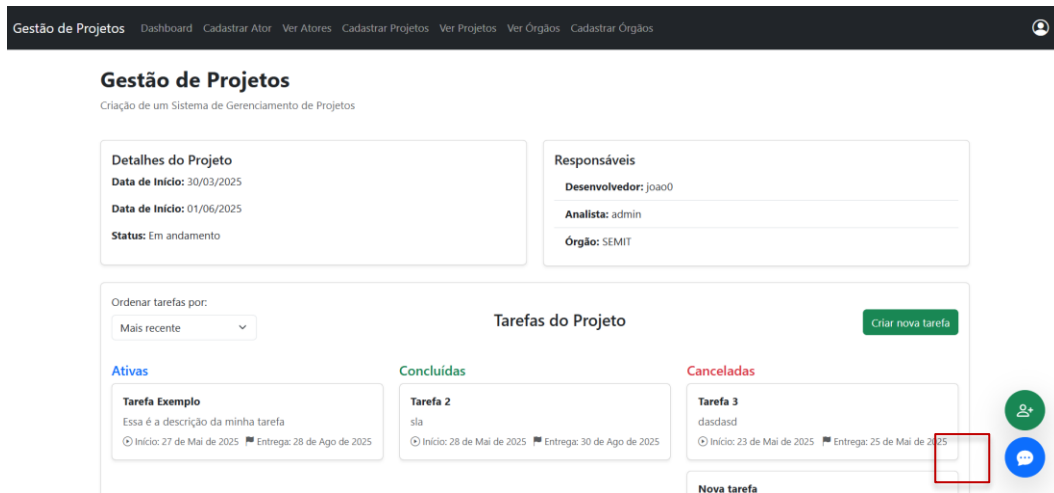 Gestão de Projetos Dashboard Cadastrar Ator Ver Atores Cadastrar Projetos Ver Projetos Ver Órgãos Cadastrar Órgãos
Gestão de Projetos
Criação de um Sistema de Gerenciamento de Projetos
Detalhes do Projeto
Data de Início: 30/03/2025
Data de Início: 01/06/2025
Status: Em andamento
Responsáveis
Desenvolvedor: joao0
Analista: admin
Órgão: SEMIT
Ordenar tarefas por:
Mais recente
Tarefas do Projeto
Criar nova tarefa
Ativas
Tarefa Exemplo
Essa é a descrição da minha tarefa
Início: 27 de Mai de 2025 Entrega: 28 de Ago de 2025
Concluídas
Tarefa 2
sla
Início: 28 de Mai de 2025 Entrega: 30 de Ago de 2025
Canceladas
Tarefa 3
dasdasd
Início: 23 de Mai de 2025 Entrega: 25 de Mai de 2025
Nova tarefa